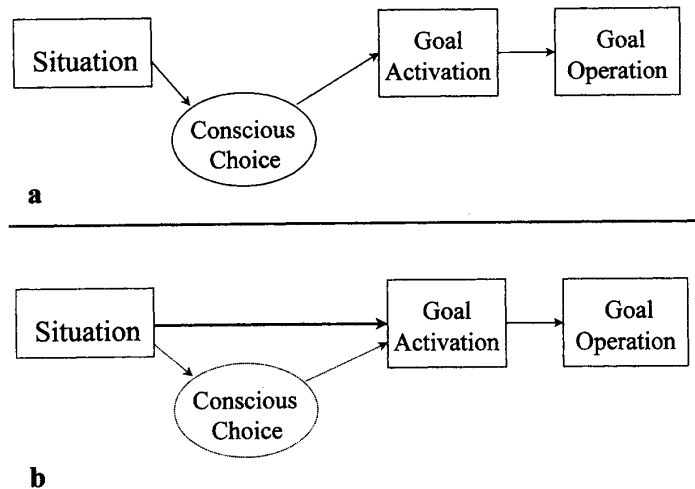 Situation
Conscious
Choice
Goal
Activation
Goal
Operation
a
Situation
Conscious
Choice
Goal
Activation
Goal
Operation
b